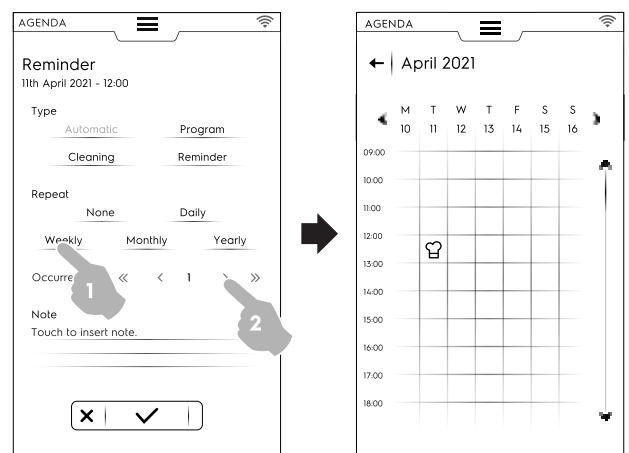 AGENDA
Reminder
11th April 2021 - 12:00
Type
Automatic Program
Cleaning Reminder
Repeat
None Daily
Weekly Monthly Yearly
1
1
2
Note
Touch to insert note.
AGENDA
April 2021
M T W T F S S
10 11 12 13 14 15 16
09:00
10:00
11:00
12:00
13:00
14:00
15:00
16:00
17:00
18:00